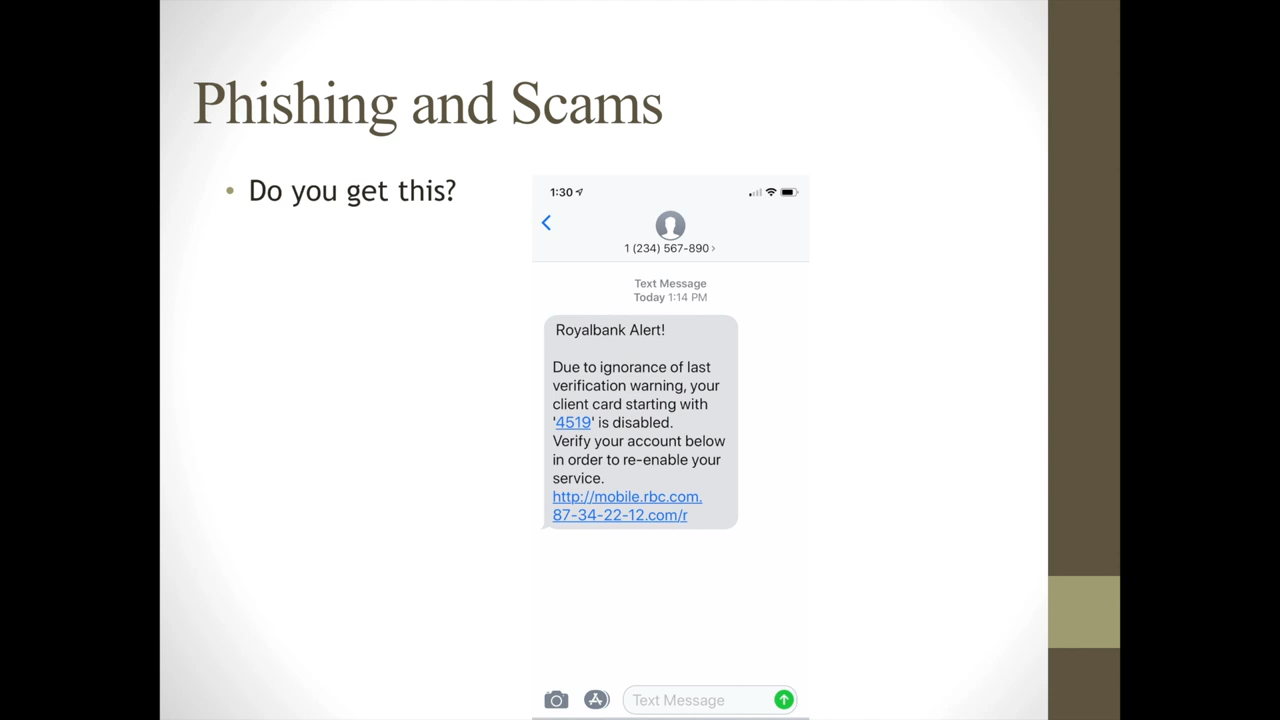 Phishing and Scams
• Do you get this?
1:30
1 (234) 567-890 ›
Text Message
Today 1:14 PM
Royalbank Alert!
Due to ignorance of last
verification warning, your
client card starting with
'4519' is disabled.
Verify your account below
in order to re-enable your
service.
http://mobile.rbc.com.
87-34-22-12.com/r
Text Message